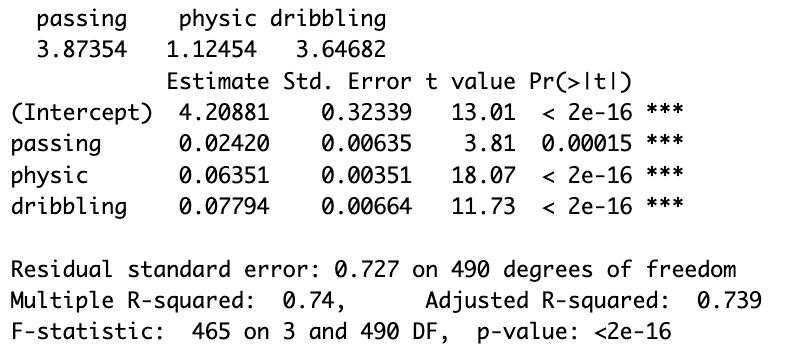 passing physic dribbling
3.87354 1.12454 3.64682
Estimate Std. Error t value Pr(>|t|)
(Intercept) 4.20881 0.32339 13.01 < 2e-16 ***
passing 0.02420 0.00635 3.81 0.00015 ***
physic 0.06351 0.00351 18.07 < 2e-16 ***
dribbling 0.07794 0.00664 11.73 < 2e-16 ***
Residual standard error: 0.727 on 490 degrees of freedom
Multiple R-squared: 0.74, Adjusted R-squared: 0.739
F-statistic: 465 on 3 and 490 DF, p-value: <2e-16